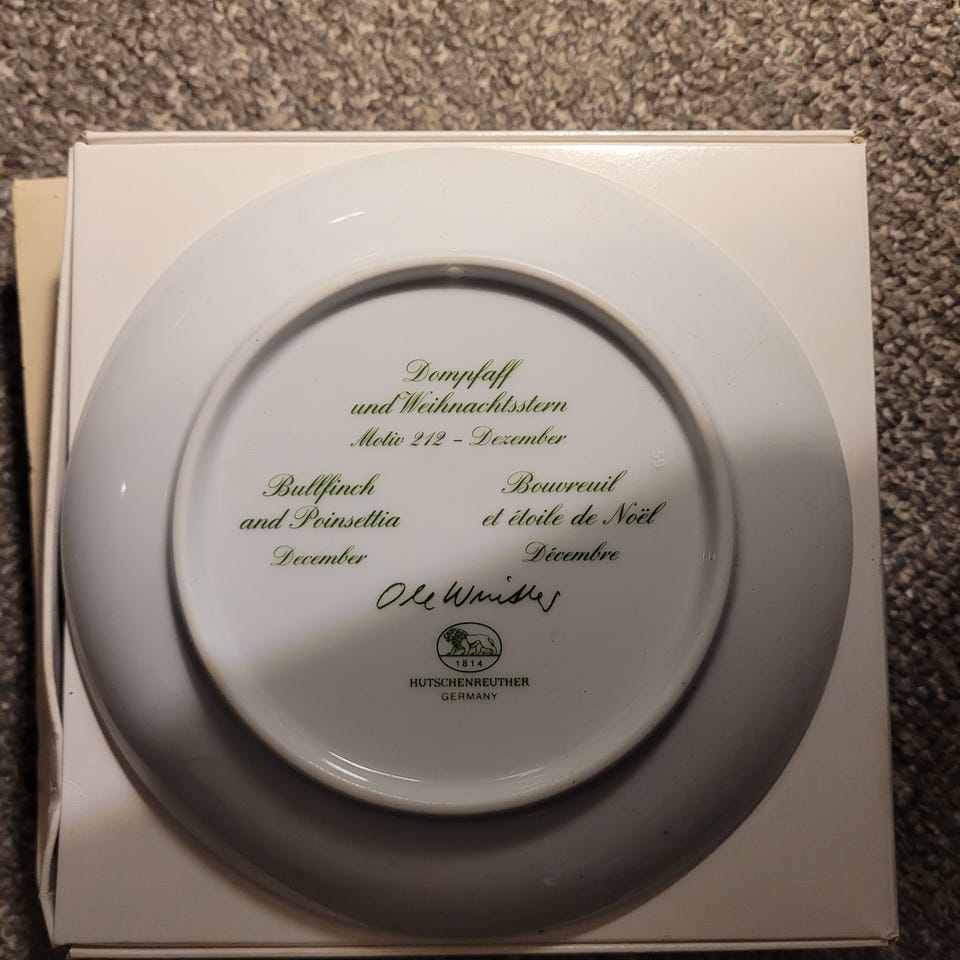 Dompfaff
und Weihnachtsstern
Motiv 212 – Dezember
Bullfinch
and Poinsettia
December
Bouvreuil
et étoile de Noël
Décembre
Ole Winther
1814
HUTSCHENREUTHER
GERMANY
59